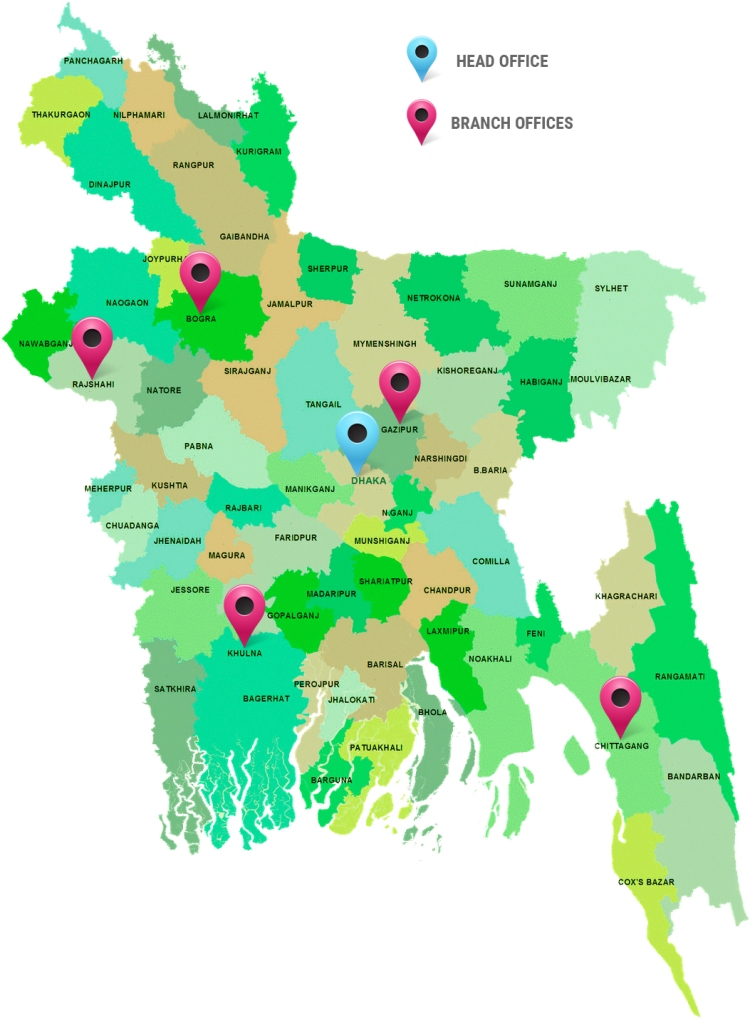 HEAD OFFICE
BRANCH OFFICES
PANCHAGARH
THAKURGAON
NILPHAMARI
LALMONIRHAT
KURIGRAM
RANGPUR
DINAJPUR
GAIBANDHA
JOYPURHA
SHERPUR
SUNAMGANJ
SYLHET
NETROKONA
NAOGAON
JAMALPUR
BOGRA
NAWABGANJ
MYMENSHINGH
SIRAJGANJ
KISHOREGANJ
RAJSHAHI
NATORE
HABIGANJ
MOULVIBAZAR
TANGAIL
GAZIPUR
PABNA
NARSHINGDI
B.BARIA
DHAKA
MEHERPUR
KUSHTIA
MANIKGANJ
RAJBARI
N.GANJ
CHUADANGA
JHENAIDAH
FARIDPUR
MUNSHIGANJ
MAGURA
COMILLA
SHARIATPUR
JESSORE
MADARIPUR
CHANDPUR
KHAGRACHARI
GOPALGANJ
LAXMIPUR
FENI
KHULNA
NOAKHALI
BARISAL
RANGAMATI
SATKHIRA
PEROJPUR
BAGERHAT
JHALOKATI
BHOLA
PATUAKHALI
CHITTAGANG
BARGUNA
BANDARBAN
COX'S BAZAR